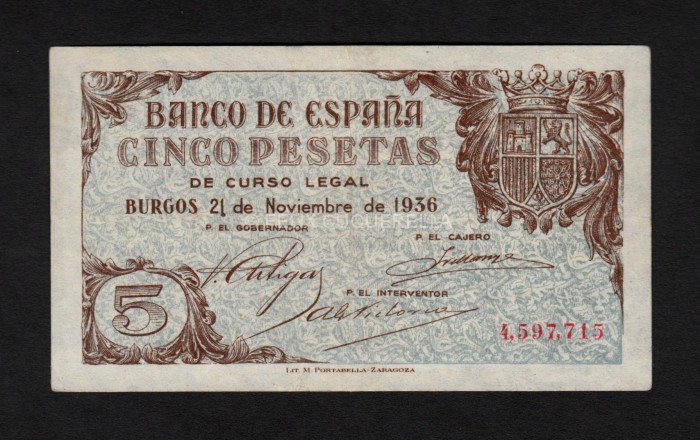 BANCO DE ESPAÑA
CINCO PESETAS
DE CURSO LEGAL
BURGOS 21 de Noviembre de 1936
P. EL GOBERNADOR
P. EL CAJERO
P. EL INTERVENTOR
5
4,597,715
LIT. M. PORTABELLA-ZARAGOZA